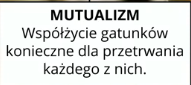 MUTUALIZM
Współżycie gatunków
konieczne dla przetrwania
każdego z nich.